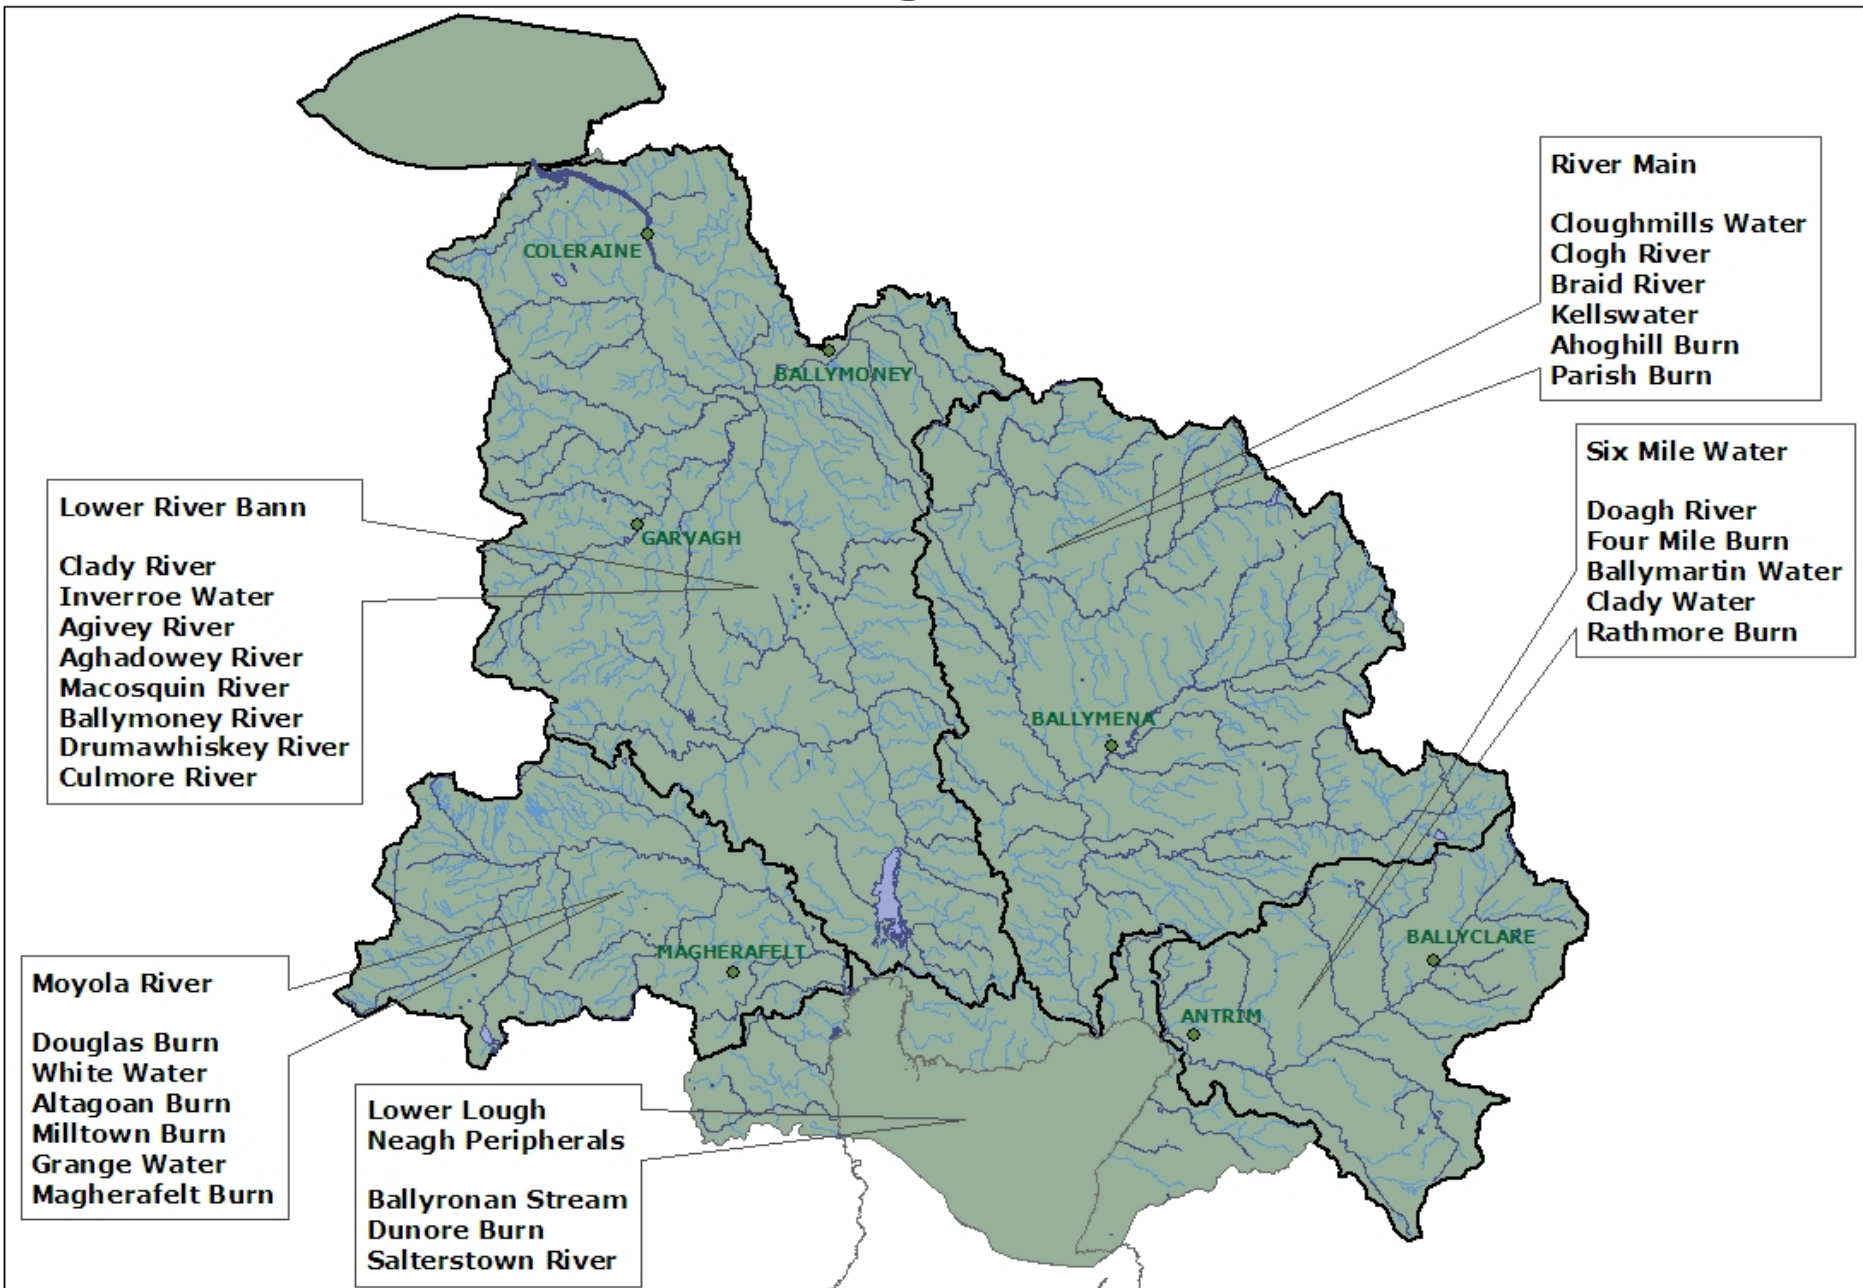 COLERAINE
BALLYMONEY
River Main
Cloughmills Water
Clogh River
Braid River
Kellswater
Ahoghill Burn
Parish Burn
Six Mile Water
Doagh River
Four Mile Burn
Ballymartin Water
Clady Water
Rathmore Burn
Lower River Bann
Clady River
Inverroe Water
Agivey River
Aghadowey River
Macosquin River
Ballymoney River
Drumawhiskey River
Culmore River
GARVAGH
BALLYMENA
MAGHERAFELT
BALLYCLARE
ANTRIM
Moyola River
Douglas Burn
White Water
Altagoan Burn
Milltown Burn
Grange Water
Magherafelt Burn
Lower Lough
Neagh Peripherals
Ballyronan Stream
Dunore Burn
Salterstown River